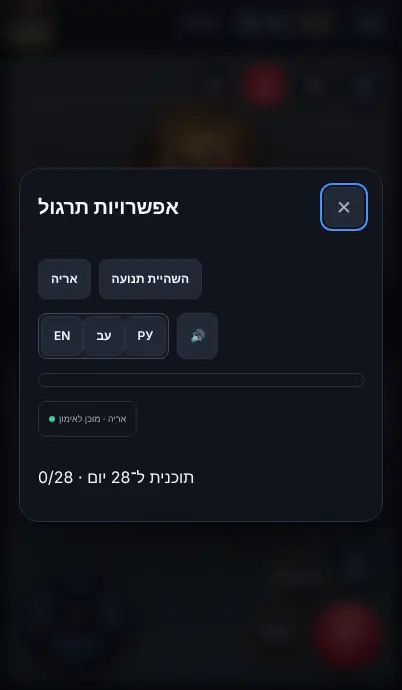 אפשרויות תרגול
אריה
השהיית תנועה
EN
עב
РУ
אריה · מוכן לאימון
תוכנית ל־28 יום · 0/28